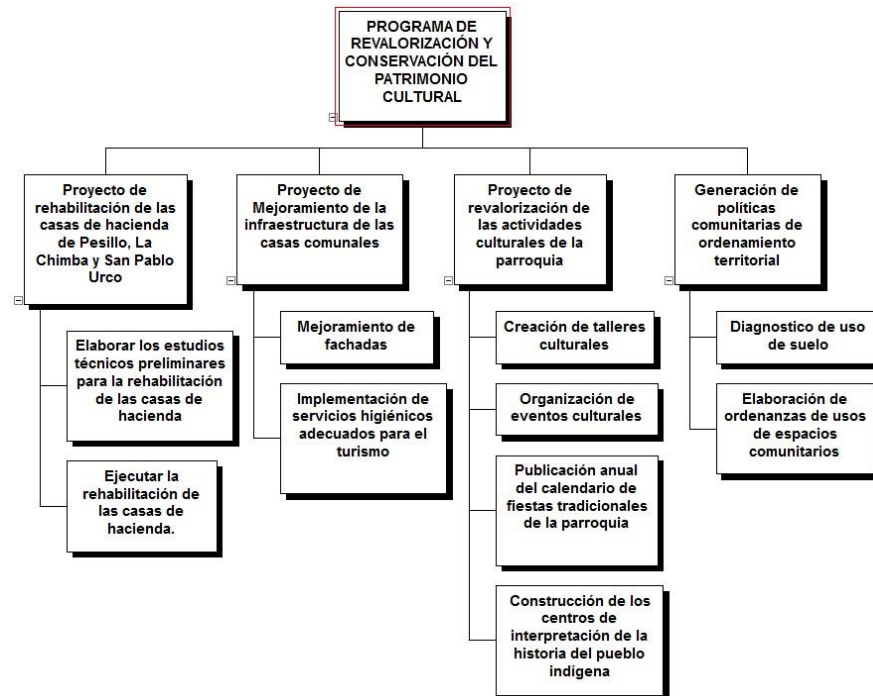 PROGRAMA DE
REVALORIZACIÓN Y
CONSERVACIÓN DEL
PATRIMONIO
CULTURAL
Proyecto de
rehabilitación de las
casas de hacienda
de Pesillo, La
Chimba y San Pablo
Urco
Elaborar los estudios
técnicos preliminares
para la rehabilitación
de las casas de
hacienda
Ejecutar la
rehabilitación de
las casas de
hacienda.
Proyecto de
Mejoramiento de la
infraestructura de las
casas comunales
Mejoramiento de
fachadas
Implementación de
servicios higiénicos
adecuados para el
turismo
Proyecto de
revalorización de
las actividades
culturales de la
parroquia
Creación de talleres
culturales
Organización de
eventos culturales
Publicación anual
del calendario de
fiestas tradicionales
de la parroquia
Construcción de los
centros de
interpretación de la
historia del pueblo
indígena
Generación de
políticas
comunitarias de
ordenamiento
territorial
Diagnostico de uso
de suelo
Elaboración de
ordenanzas de usos
de espacios
comunitarios